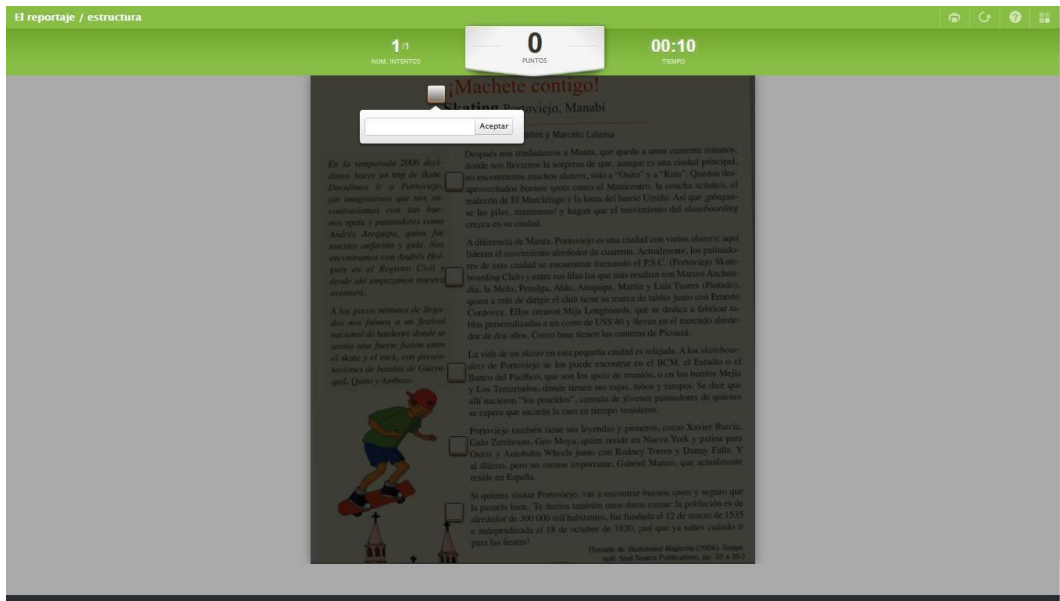 El reportaje / estructura
1/1
NUM. INTENTOS
0
PUNTOS
00:10
TIEMPO
¡Machete contigo!
Skating Portoviejo, Manabí
y Marcelo Lalama
Aceptar
En la temporada 2006 deci-
dimos hacer un trip de skate.
Decidimos ir a Portoviejo,
sin imaginarnos que nos en-
contraríamos con tan bue-
nos spots y patinadores como
Andrés Arequipa, quien fue
nuestro anfitrión y guía. Nos
encontramos con Andrés Hol-
guín en el Registro Civil y
desde ahí empezamos nuestra
aventura.
A los pocos minutos de llega-
dos nos fuimos a un festival
nacional de hardcore donde se
sentía una fuerte fusión entre
el skate y el rock, con presen-
taciones de bandas de Guaya-
quil, Quito y Ambato.
Después nos trasladamos a Manta, que queda a unos cuarenta minutos,
donde nos llevamos la sorpresa de que, aunque es una ciudad principal,
no encontramos muchos skaters, solo a "Osito" y a "Rata". Quedan des-
aprovechados buenos spots como el Manicentro, la concha acústica, el
malecón de El Murciélago y la loma del barrio Umiña. Así que ¡póngan-
se las pilas, mantenses! y hagan que el movimiento del skateboarding
crezca en su ciudad.
A diferencia de Manta, Portoviejo es una ciudad con varios skaters; aquí
lideran el movimiento alrededor de cuarenta. Actualmente, los patinado-
res de esta ciudad se encuentran formando el P.S.C. (Portoviejo Skate-
boarding Club) y entre sus filas los que más resaltan son Marcos Anchun-
dia, la Melo, Penalga, Aldo, Arequipa, Martín y Luis Tuares (Pintado),
quien a más de dirigir el club tiene su marca de tablas junto con Ernesto
Cordovez. Ellos crearon Mija Longboards, que se dedica a fabricar ta-
blas personalizadas a un costo de US$ 40 y llevan en el mercado alrede-
dor de dos años. Como base tienen las canteras de Picoazá.
La vida de un skater en esta pequeña ciudad es relajada. A los skateboar-
ders de Portoviejo se los puede encontrar en el BCM, el Estadio o el
Banco del Pacífico, que son los spots de reunión, o en los barrios Mejía
y Los Tamarindos, donde tienen sus cajas, tubos y rampas. Se dice que
allí nacieron "los poseídos", camada de jóvenes patinadores de quienes
se espera que sacarán la cara en tiempo venideros.
Portoviejo también tiene sus leyendas y pioneros, como Xavier Barcia,
Galo Zambrano, Geo Moya, quien reside en Nueva York y patina para
Osiris y Autobahn Wheels junto con Rodney Torres y Danny Falla. Y
al último, pero no menos importante, Gabriel Manzo, que actualmente
reside en España.
Si quieres visitar Portoviejo, vas a encontrar buenos spots y seguro que
la pasarás bien. Te damos también unos datos extras: la población es de
alrededor de 300 000 mil habitantes, fue fundada el 12 de marzo de 1535
e independizada el 18 de octubre de 1820, ¡así que ya sabes cuándo ir
para las fiestas!
(Tomado de Skateboard Magazine (2006). Guaya-
quil: Soul Search Publications, pp. 32 a 35.)